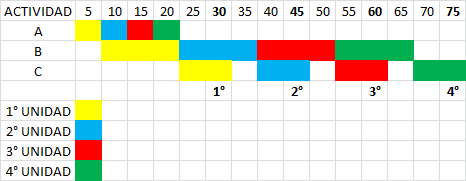 ACTIVIDAD 5 10 15 20 25 30 35 40 45 50 55 60 65 70 75
A
B
C
1° 2° 3° 4°
1° UNIDAD
2° UNIDAD
3° UNIDAD
4° UNIDAD